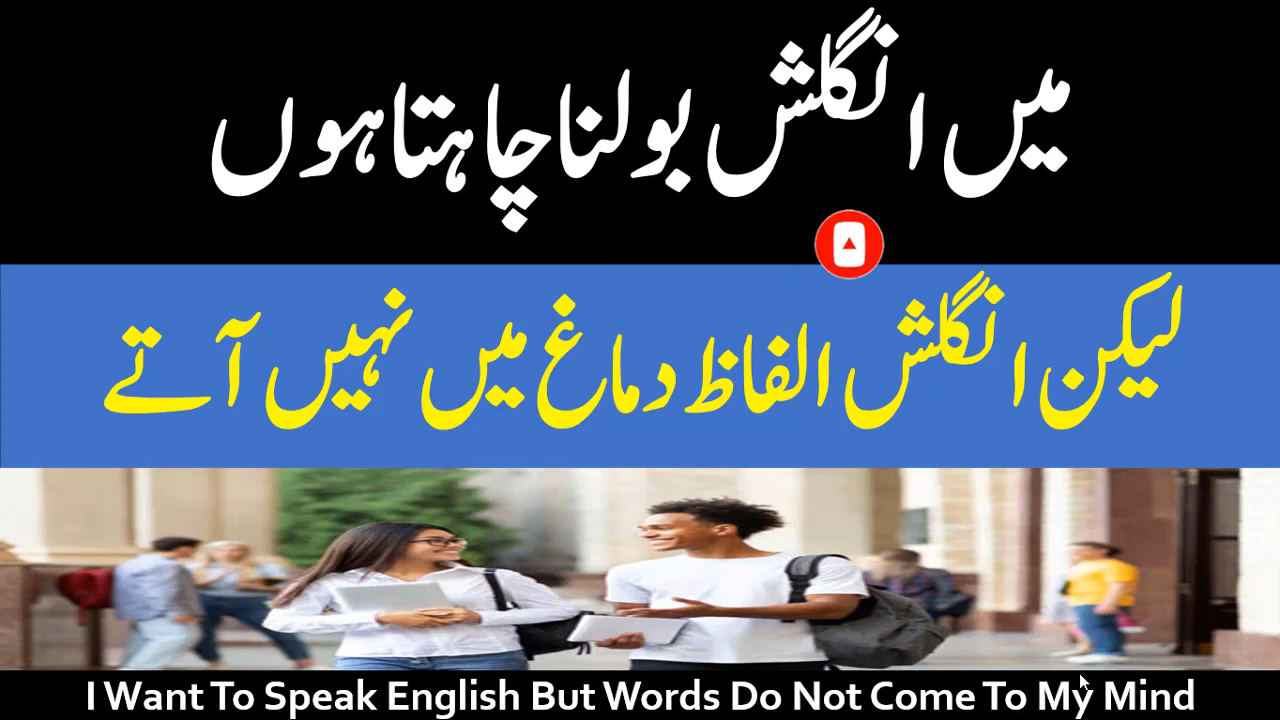 میں انگلش بولنا چاہتا ہوں
لیکن انگلش الفاظ دماغ میں نہیں آتے
I Want To Speak English But Words Do Not Come To My Mind